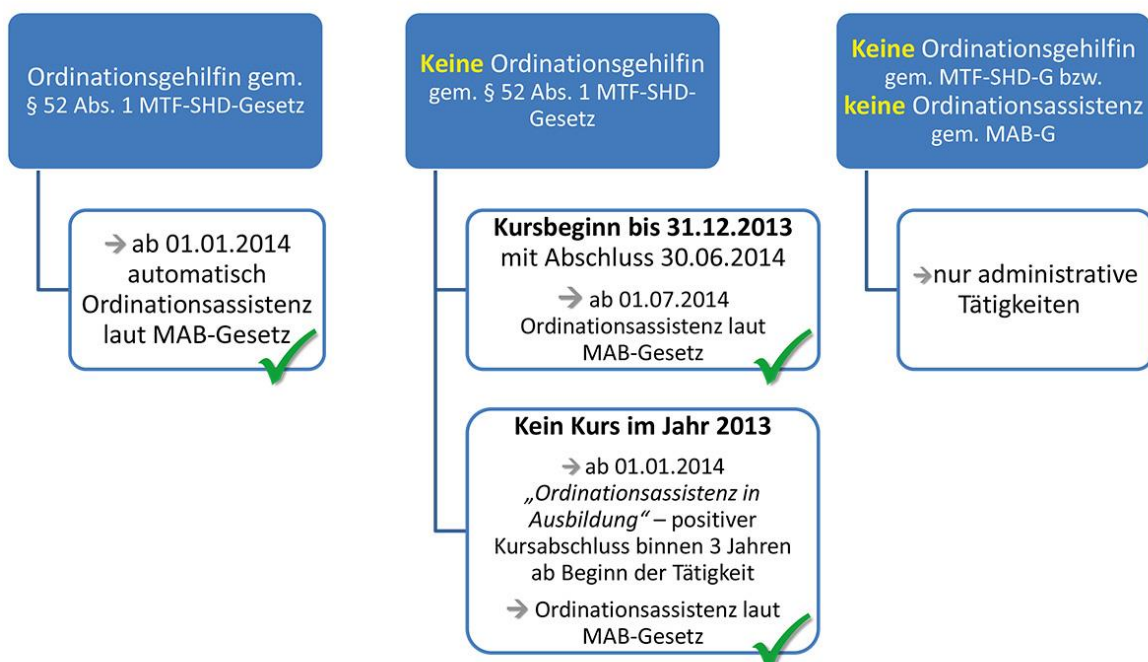 Ordinationsgehilfin gem.
§ 52 Abs. 1 MTF-SHD-Gesetz
→ ab 01.01.2014
automatisch
Ordinationsassistenz
laut MAB-Gesetz
Keine Ordinationsgehilfin
gem. § 52 Abs. 1 MTF-SHD-
Gesetz
Kursbeginn bis 31.12.2013
mit Abschluss 30.06.2014
→ ab 01.07.2014
Ordinationsassistenz laut
MAB-Gesetz
Kein Kurs im Jahr 2013
→ ab 01.01.2014
„Ordinationsassistenz in
Ausbildung“ – positiver
Kursabschluss binnen 3 Jahren
ab Beginn der Tätigkeit
→ Ordinationsassistenz laut
MAB-Gesetz
Keine Ordinationsgehilfin
gem. MTF-SHD-G bzw.
keine Ordinationsassistenz
gem. MAB-G
→nur administrative
Tätigkeiten